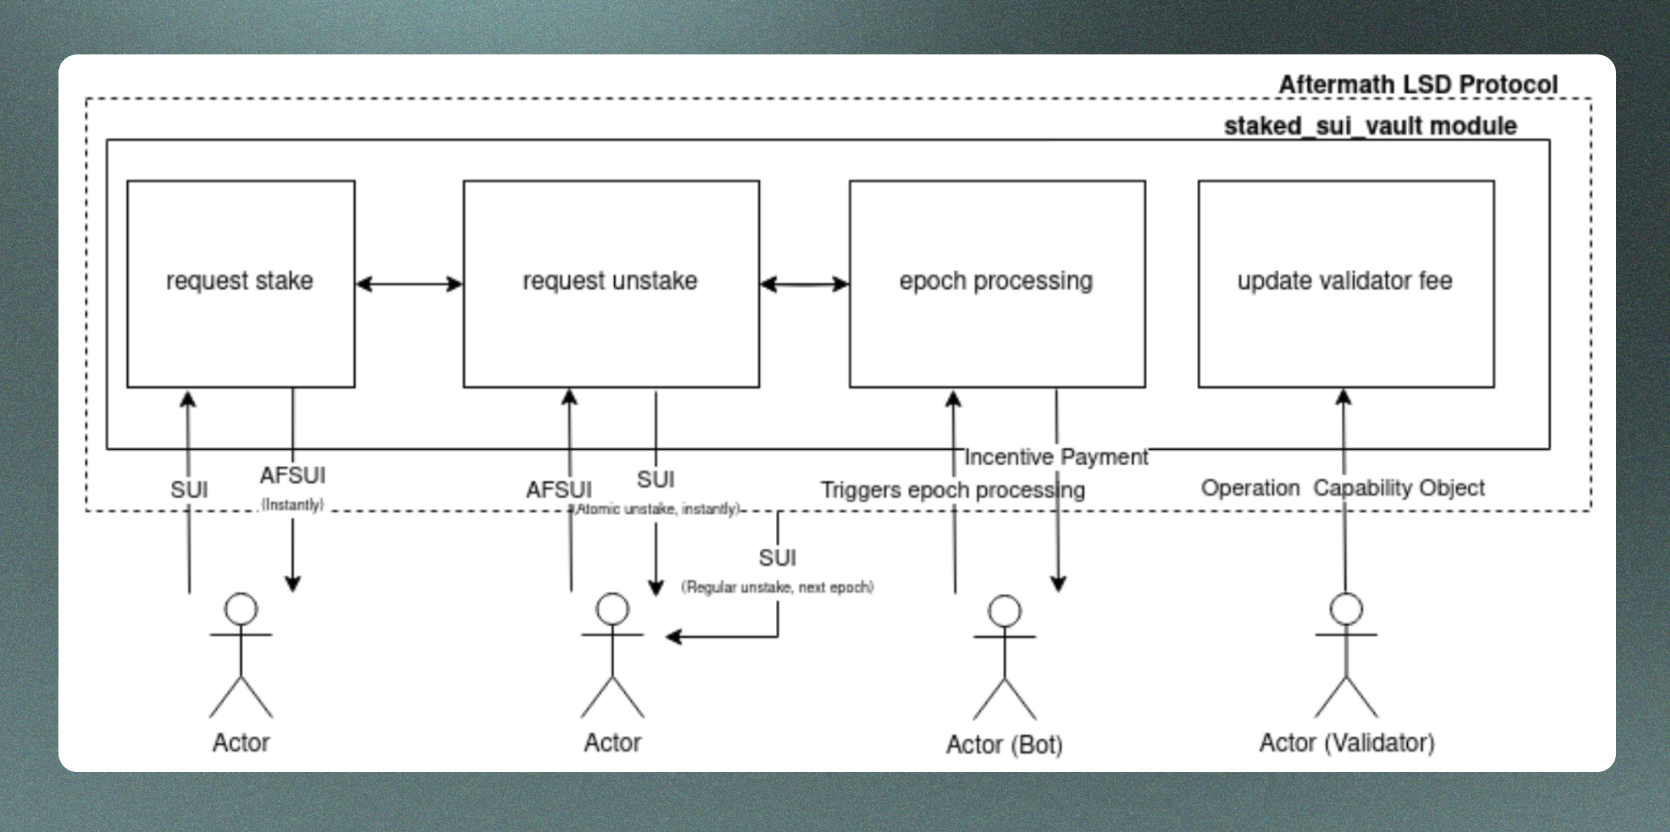 Aftermath LSD Protocol
staked_sui_vault module
request stake
request unstake
epoch processing
update validator fee
SUI
AFSUI
(Instantly)
AFSUI
SUI
(Atomic unstake, instantly)
SUI
(Regular unstake, next epoch)
Incentive Payment
Triggers epoch processing
Operation Capability Object
Actor
Actor
Actor (Bot)
Actor (Validator)